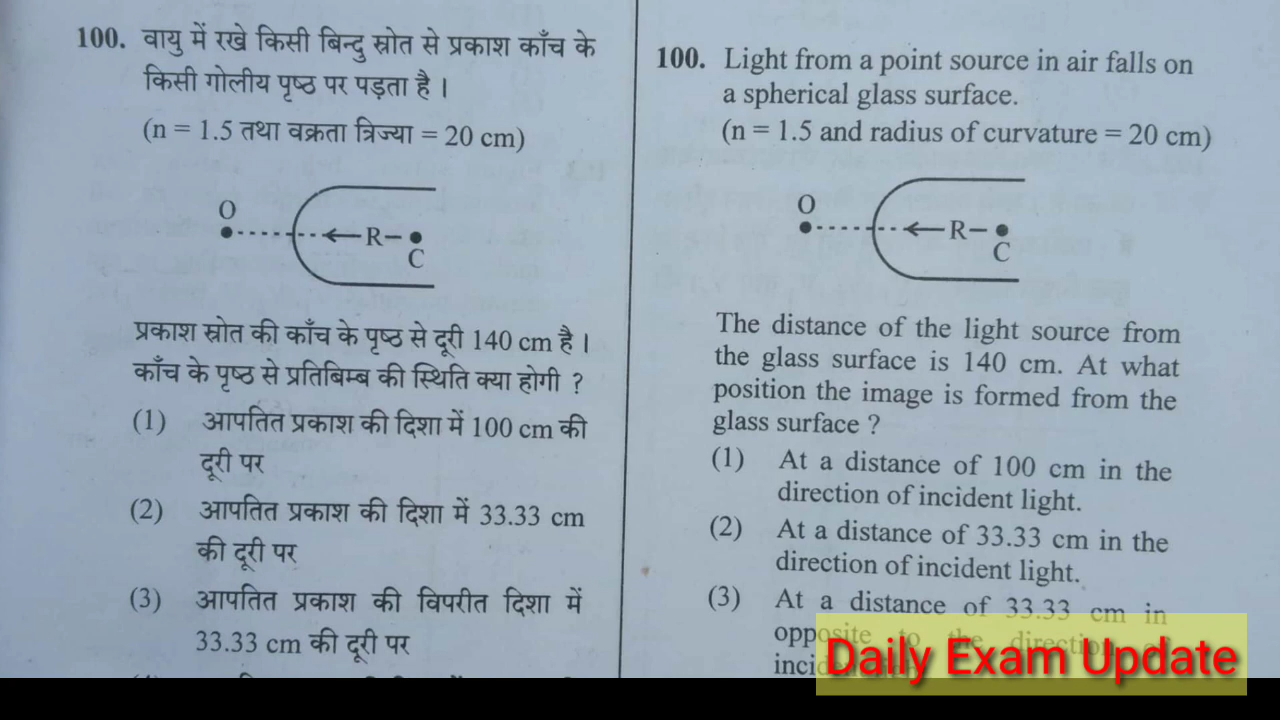 100. वायु में रखे किसी बिन्दु स्रोत से प्रकाश काँच के
किसी गोलीय पृष्ठ पर पड़ता है ।
(n = 1.5 तथा वक्रता त्रिज्या = 20 cm)
O
R
C
प्रकाश स्रोत की काँच के पृष्ठ से दूरी 140 cm है ।
काँच के पृष्ठ से प्रतिबिम्ब की स्थिति क्या होगी ?
(1) आपतित प्रकाश की दिशा में 100 cm की
दूरी पर
(2) आपतित प्रकाश की दिशा में 33.33 cm
की दूरी पर
(3) आपतित प्रकाश की विपरीत दिशा में
33.33 cm की दूरी पर
100. Light from a point source in air falls on
a spherical glass surface.
(n = 1.5 and radius of curvature = 20 cm)
O
R
C
The distance of the light source from
the glass surface is 140 cm. At what
position the image is formed from the
glass surface ?
(1) At a distance of 100 cm in the
direction of incident light.
(2) At a distance of 33.33 cm in the
direction of incident light.
(3) At a distance of 33.33 cm in
opposite to the direction of
Daily Exam Update